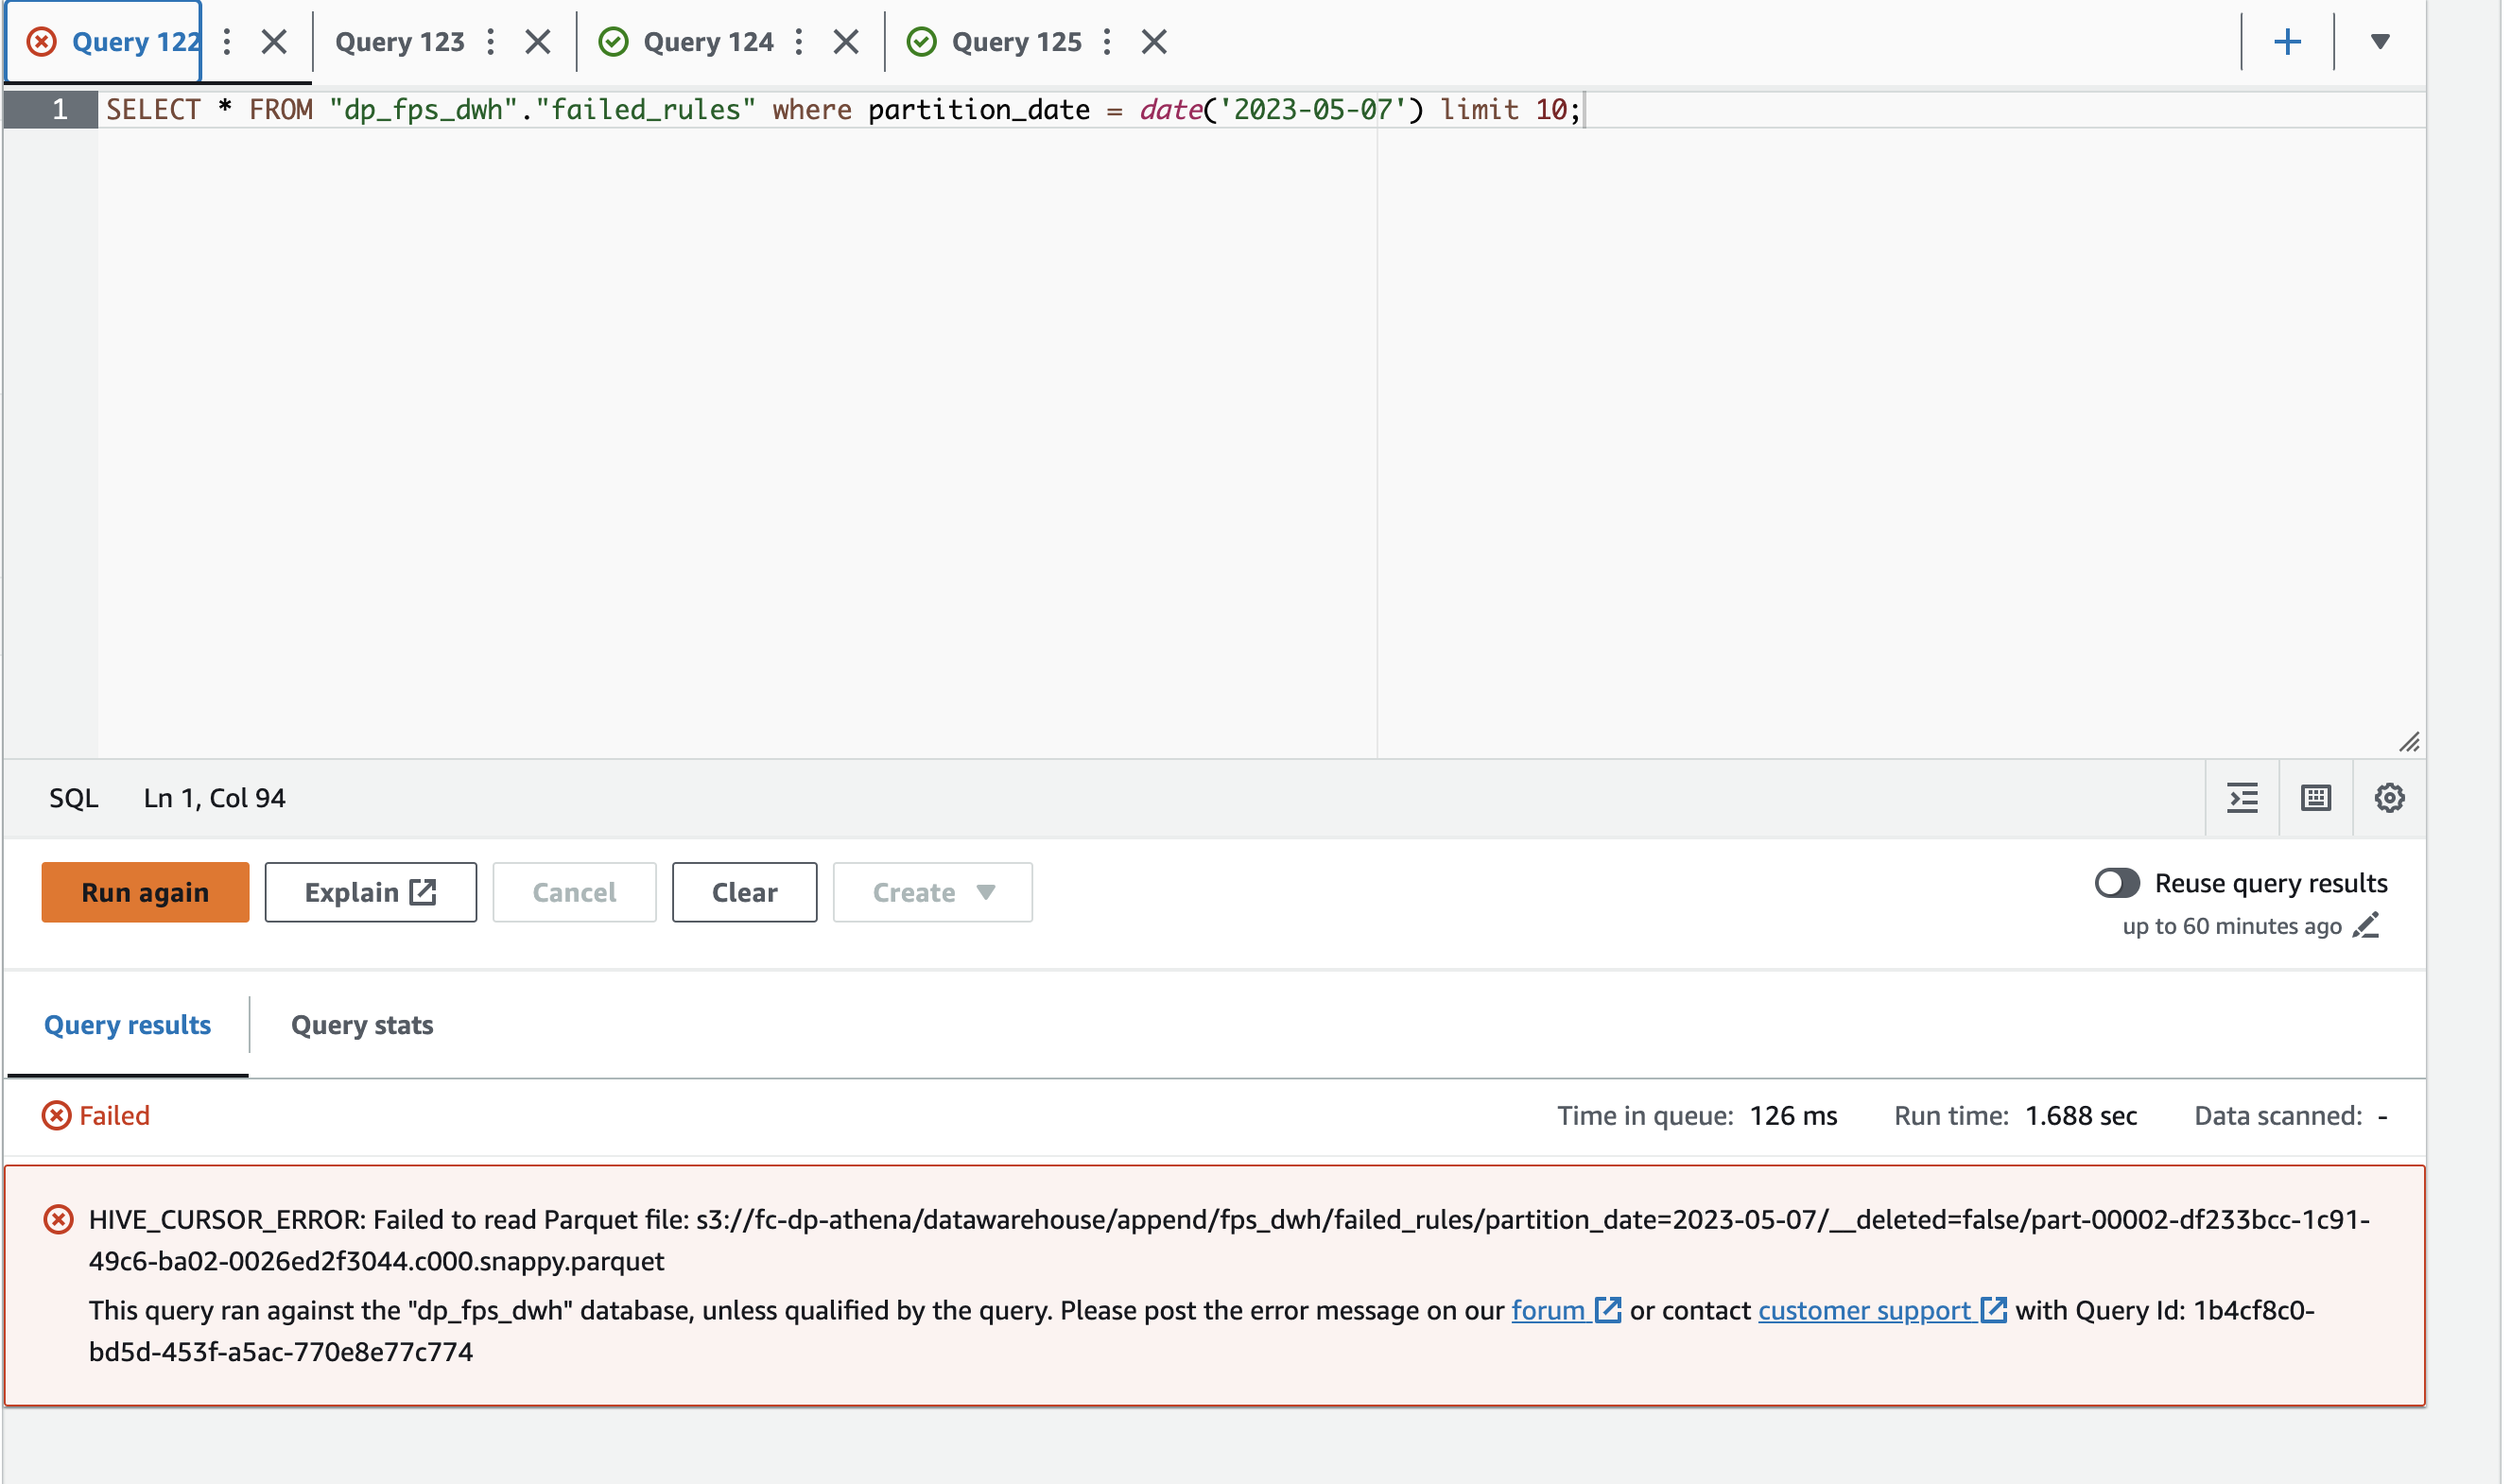 Query 122
Query 123
Query 124
Query 125
1
SELECT * FROM "dp_fps_dwh"."failed_rules" where partition_date = date('2023-05-07') limit 10;
SQL
Ln 1, Col 94
Run again
Explain
Cancel
Clear
Create
Reuse query results
up to 60 minutes ago
Query results
Query stats
Failed
Time in queue: 126 ms
Run time: 1.688 sec
Data scanned: -
HIVE_CURSOR_ERROR: Failed to read Parquet file: s3://fc-dp-athena/datawarehouse/append/fps_dwh/failed_rules/partition_date=2023-05-07/__deleted=false/part-00002-df233bcc-1c91-
49c6-ba02-0026ed2f3044.c000.snappy.parquet
This query ran against the "dp_fps_dwh" database, unless qualified by the query. Please post the error message on our forum or contact customer support with Query Id: 1b4cf8c0-
bd5d-453f-a5ac-770e8e77c774